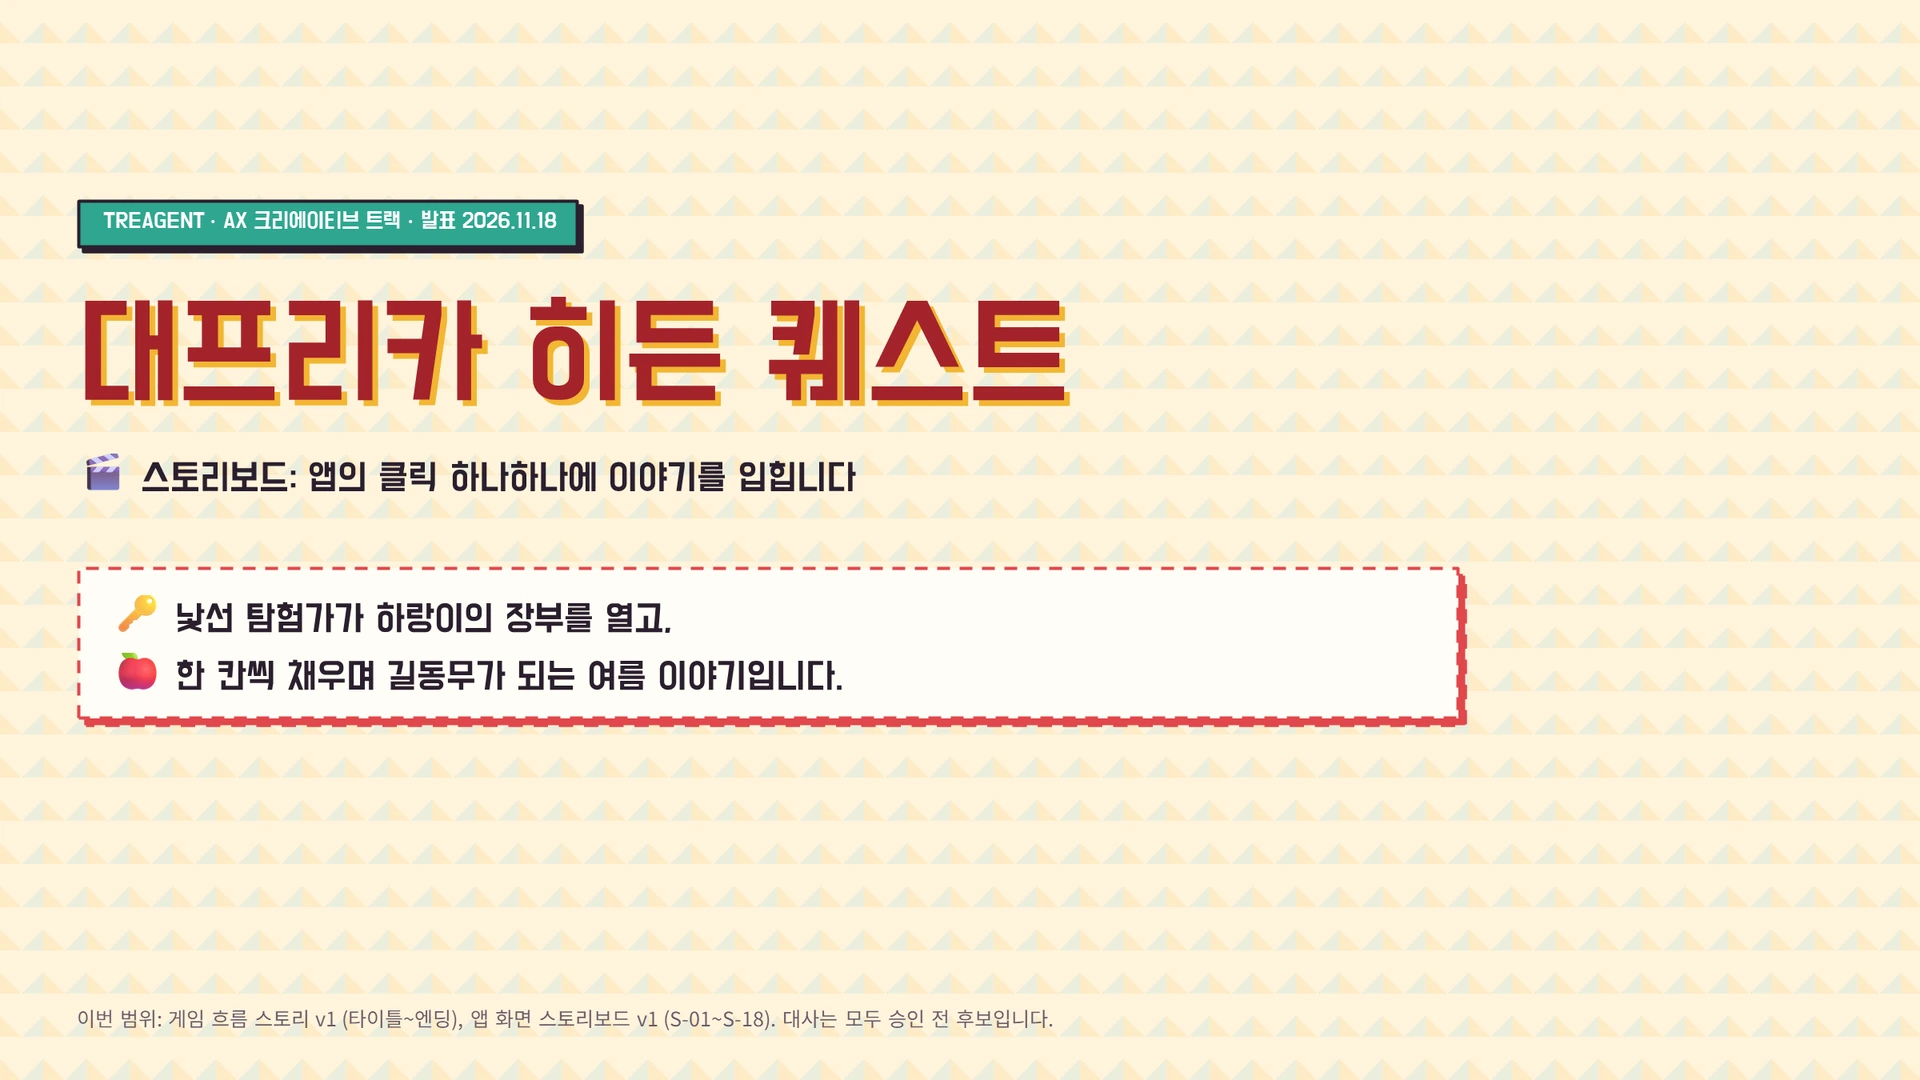 TREAGENT · AX 크리에이티브 트랙 · 발표 2026.11.18
대프리카 히든 퀘스트
스토리보드: 앱의 클릭 하나하나에 이야기를 입힙니다
낯선 탐험가가 하랑이의 장부를 열고,
한 칸씩 채우며 길동무가 되는 여름 이야기입니다.
이번 범위: 게임 흐름 스토리 v1 (타이틀~엔딩), 앱 화면 스토리보드 v1 (S-01~S-18). 대사는 모두 승인 전 후보입니다.